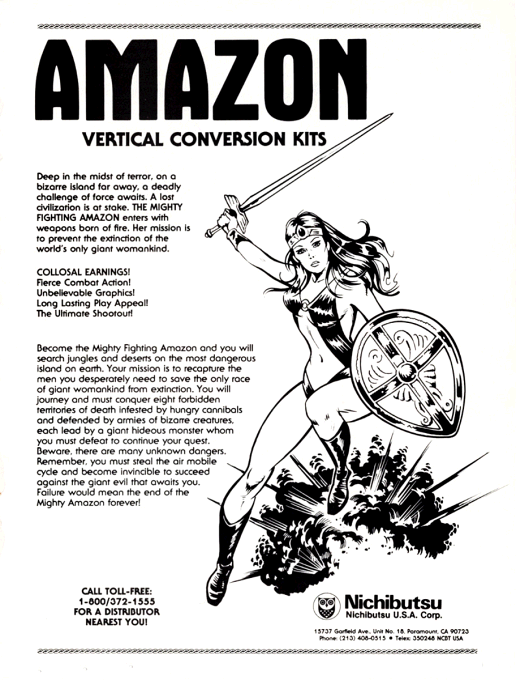 AMAZON
VERTICAL CONVERSION KITS
Deep in the midst of terror, on a
bizarre island far away, a deadly
challenge of force awaits. A lost
civilization is at stake. THE MIGHTY
FIGHTING AMAZON enters with
weapons born of fire. Her mission is
to prevent the extinction of the
world's only giant womankind.
COLLOSAL EARNINGS!
Fierce Combat Action!
Unbelievable Graphics!
Long Lasting Play Appeal!
The Ultimate Shootout!
Become the Mighty Fighting Amazon and you will
search jungles and deserts on the most dangerous
island on earth. Your mission is to recapture the
men you desperately need to save the only race
of giant womankind from extinction. You will
journey and must conquer eight forbidden
territories of death infested by hungry cannibals
and defended by armies of bizarre creatures,
each lead by a giant hideous monster whom
you must defeat to continue your quest.
Beware, there are many unknown dangers.
Remember, you must steal the air mobile
cycle and become invincible to succeed
against the giant evil that awaits you.
Failure would mean the end of the
Mighty Amazon forever!
CALL TOLL-FREE:
1-800/372-1555
FOR A DISTRIBUTOR
NEAREST YOU!
Nichibutsu
Nichibutsu U.S.A. Corp.
15737 Garfield Ave., Unit No. 18, Paramount, CA 90723
Phone: (213) 408-0515 • Telex: 350248 NCBT USA